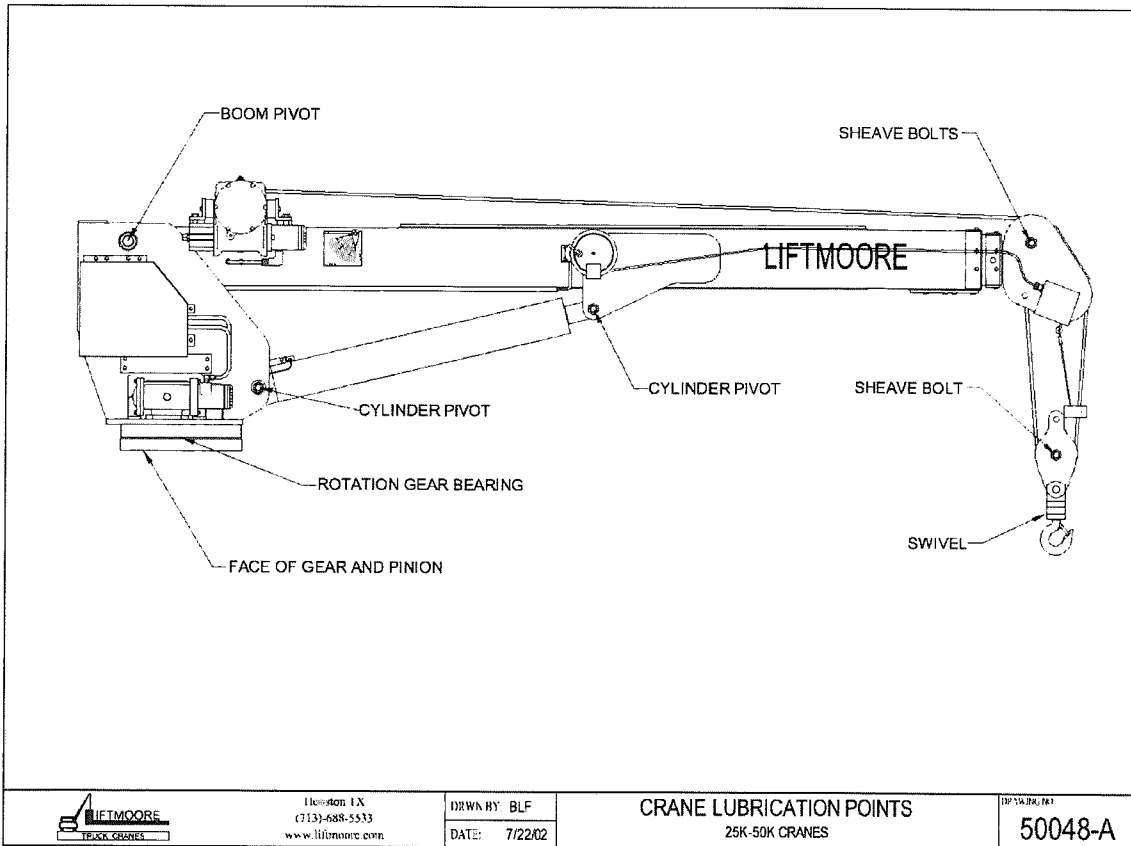 BOOM PIVOT
SHEAVE BOLTS
LIFTMOORE
CYLINDER PIVOT
SHEAVE BOLT
CYLINDER PIVOT
ROTATION GEAR BEARING
SWIVEL
FACE OF GEAR AND PINION
LIFTMOORE
TRUCK CRANES
Houston TX
(713)-688-5533
www.liftmoore.com
DRWN BY: BLF
DATE: 7/22/02
CRANE LUBRICATION POINTS
25K-50K CRANES
DRAWING NO
50048-A